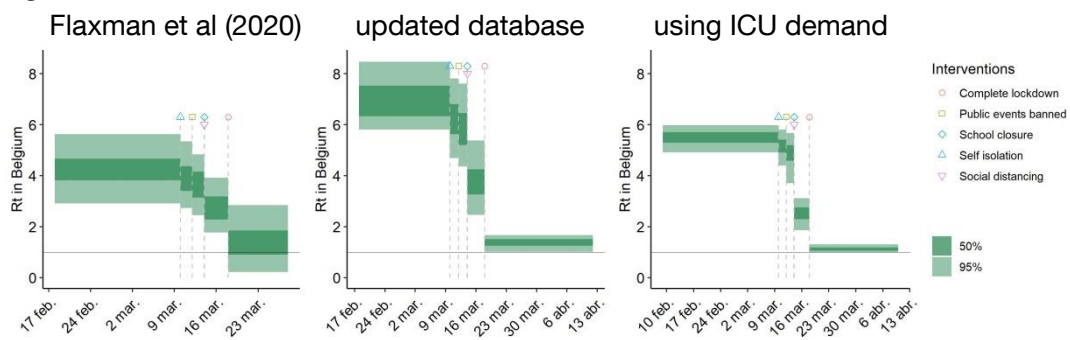 Flaxman et al (2020)
updated database
using ICU demand
Rt in Belgium
8
6
4
2
0
17 feb.
24 feb.
2 mar.
9 mar.
16 mar.
23 mar.
Rt in Belgium
8
6
4
2
0
17 feb.
24 feb.
2 mar.
9 mar.
16 mar.
23 mar.
30 mar.
6 abr.
13 abr.
Rt in Belgium
8
6
4
2
0
10 feb.
17 feb.
24 feb.
2 mar.
9 mar.
16 mar.
23 mar.
30 mar.
6 abr.
13 abr.
Interventions
Complete lockdown
Public events banned
School closure
Self isolation
Social distancing
50%
95%